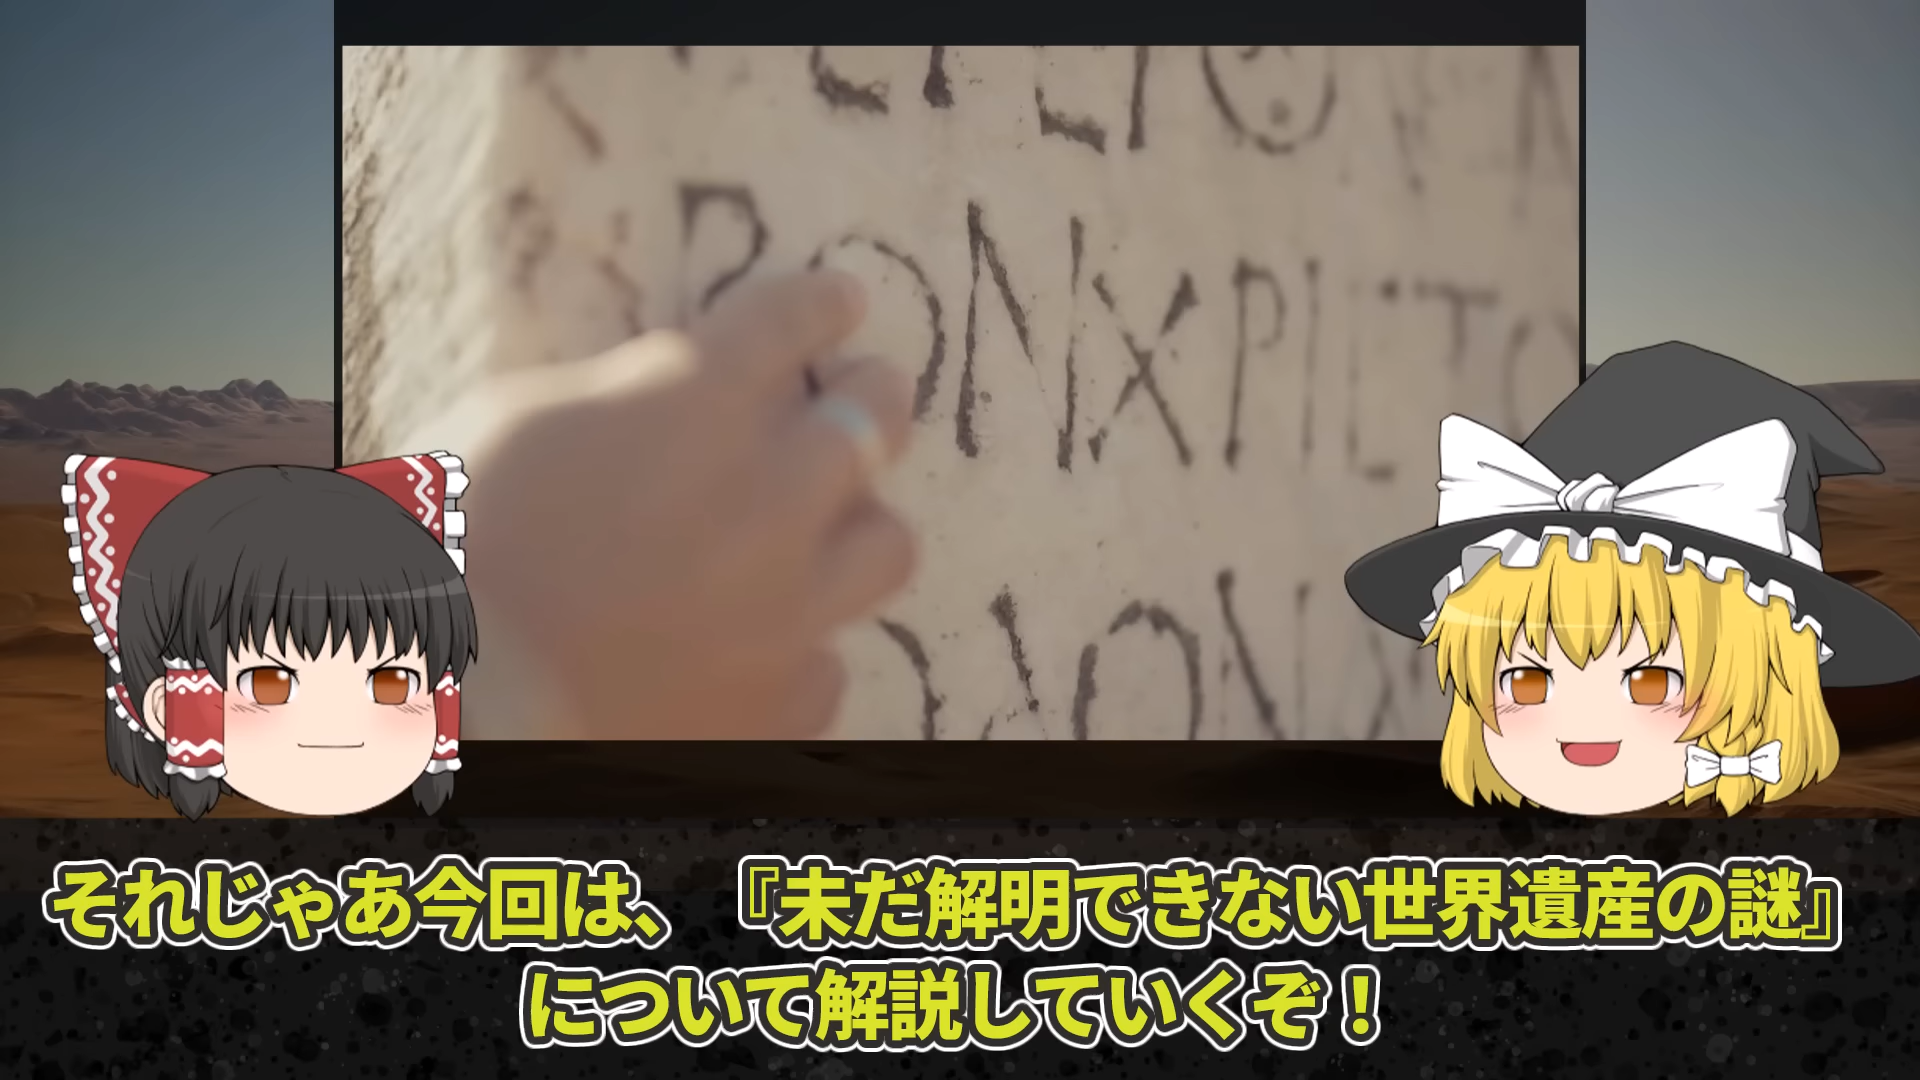 RONXPILTO
それじゃあ今回は、『未だ解明できない世界遺産の謎』
について解説していくぞ！